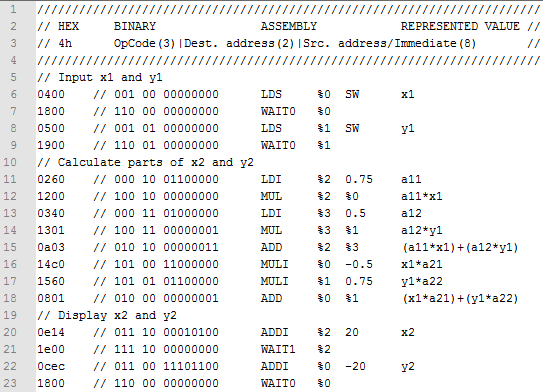 1 ////////////////////////////////////////////////////////////////////////
2 // HEX BINARY ASSEMBLY REPRESENTED VALUE //
3 // 4h OpCode(3)|Dest. address(2)|Src. address/Immediate(8) //
4 ////////////////////////////////////////////////////////////////////////
5 // Input x1 and y1
6 0400 // 001 00 00000000 LDS %0 SW x1
7 1800 // 110 00 00000000 WAIT0 %0
8 0500 // 001 01 00000000 LDS %1 SW y1
9 1900 // 110 01 00000000 WAIT0 %1
10 // Calculate parts of x2 and y2
11 0260 // 000 10 01100000 LDI %2 0.75 a11
12 1200 // 100 10 00000000 MUL %2 %0 a11*x1
13 0340 // 000 11 01000000 LDI %3 0.5 a12
14 1301 // 100 11 00000001 MUL %3 %1 a12*y1
15 0a03 // 010 10 00000011 ADD %2 %3 (a11*x1)+(a12*y1)
16 14c0 // 101 00 11000000 MULI %0 -0.5 x1*a21
17 1560 // 101 01 01100000 MULI %1 0.75 y1*a22
18 0801 // 010 00 00000001 ADD %0 %1 (x1*a21)+(y1*a22)
19 // Display x2 and y2
20 0e14 // 011 10 00010100 ADDI %2 20 x2
21 1e00 // 111 10 00000000 WAIT1 %2
22 0cec // 011 00 11101100 ADDI %0 -20 y2
23 1800 // 110 00 00000000 WAIT0 %0